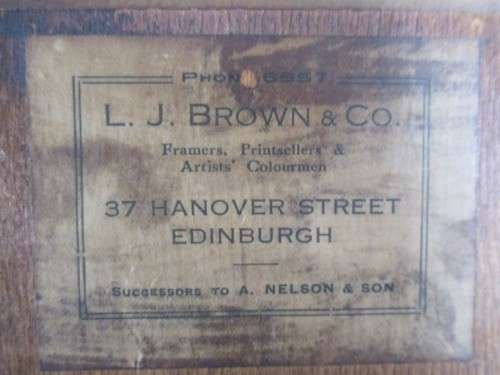 PHONE 6557
L. J. BROWN & CO.
Framers, Printsellers &
Artists' Colourmen
37 HANOVER STREET
EDINBURGH
SUCCESSORS TO A. NELSON & SON